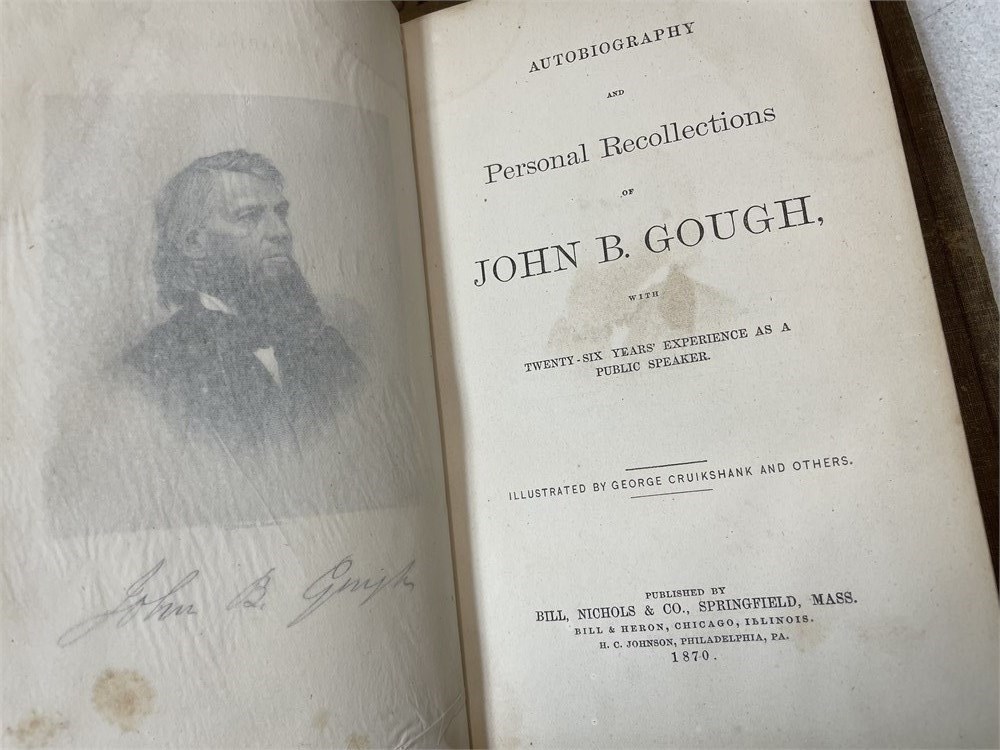 John B. Gough
AUTOBIOGRAPHY
AND
Personal Recollections
OF
JOHN B. GOUGH,
WITH
TWENTY-SIX YEARS' EXPERIENCE AS A
PUBLIC SPEAKER.
ILLUSTRATED BY GEORGE CRUIKSHANK AND OTHERS.
PUBLISHED BY
BILL, NICHOLS & CO., SPRINGFIELD, MASS.
BILL & HERON, CHICAGO, ILLINOIS.
H. C. JOHNSON, PHILADELPHIA, PA.
1870.